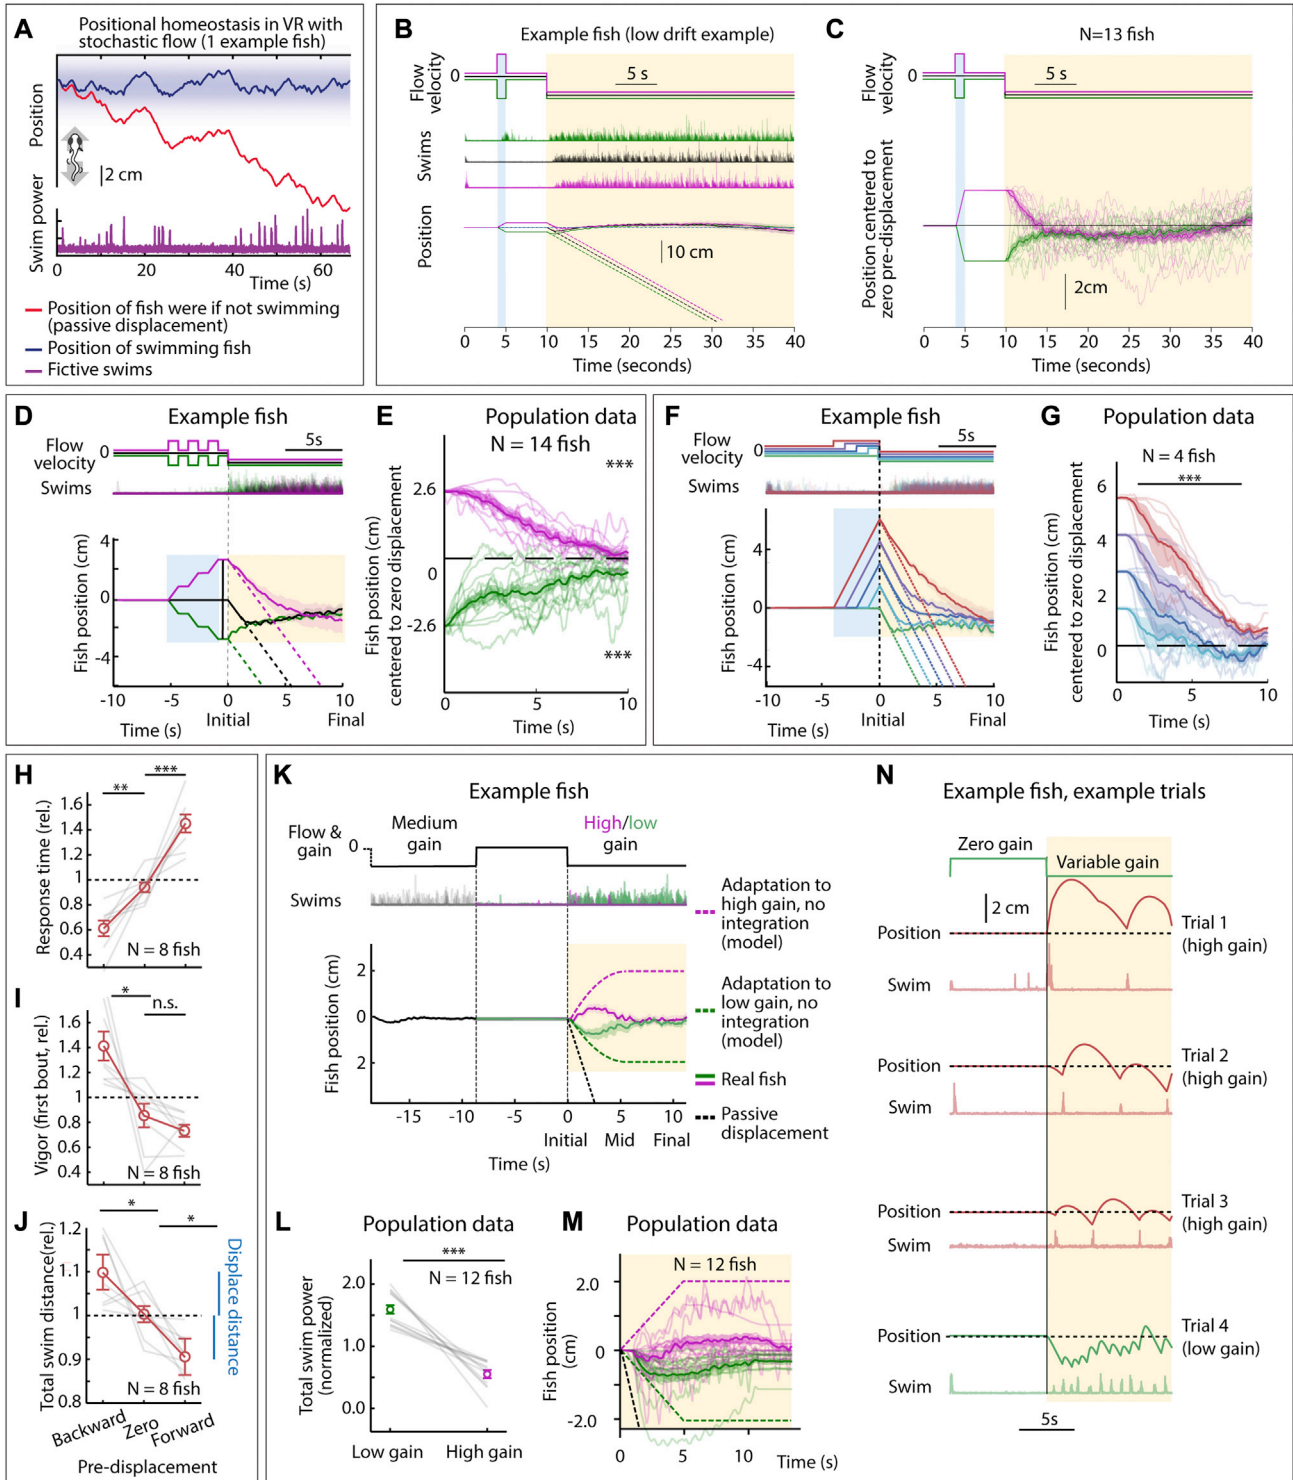 A
Positional homeostasis in VR with
stochastic flow (1 example fish)
Position
2 cm
Swim power
0
20
40
60
Time (s)
Position of fish were if not swimming
(passive displacement)
Position of swimming fish
Fictive swims
B
Example fish (low drift example)
Flow
velocity
0
5 s
Swims
Position
10 cm
0
5
10
15
20
25
30
35
40
Time (seconds)
C
N=13 fish
Flow
velocity
0
5 s
Position centered to
zero pre-displacement
2cm
0
5
10
15
20
25
30
35
40
Time (seconds)
D
Example fish
Flow
velocity
0
5s
Swims
Fish position (cm)
4
0
-4
-10
-5
0
5
10
Time (s)
Initial
Final
E
Population data
N = 14 fish
***
Fish position (cm)
centered to zero displacement
2.6
0
-2.6
***
0
5
10
Time (s)
F
Example fish
Flow
velocity
0
5s
Swims
Fish position (cm)
4
0
-4
-10
-5
0
5
10
Time (s)
Initial
Final
G
Population data
N = 4 fish
***
Fish position (cm)
centered to zero displacement
6
4
2
0
0
5
10
Time (s)
H
**
***
Response time (rel.)
1.6
1.4
1.2
1
0.8
0.6
0.4
N = 8 fish
I
*
n.s.
Vigor (first bout, rel.)
1.6
1.4
1.2
1
0.8
0.6
0.4
N = 8 fish
J
*
*
Total swim distance(rel.)
1.2
1.1
1
0.9
0.8
Displace distance
N = 8 fish
Backward
Zero
Forward
Pre-displacement
K
Example fish
Flow &
gain
0
Medium
gain
High/low
gain
Swims
Fish position (cm)
2
0
2
-15
-10
-5
0
5
10
Initial
Mid
Final
Time (s)
Adaptation to
high gain, no
integration
(model)
Adaptation to
low gain, no
integration
(model)
Real fish
Passive
displacement
L
Population data
***
N = 12 fish
Total swim power
(normalized)
2.0
1.0
0.0
Low gain
High gain
M
Population data
N = 12 fish
Fish position
(cm)
2.0
0
-2.0
0
5
10
Time (s)
N
Example fish, example trials
Zero gain
Variable gain
2 cm
Position
Trial 1
(high gain)
Swim
Position
Trial 2
(high gain)
Swim
Position
Trial 3
(high gain)
Swim
Position
Trial 4
(low gain)
Swim
5s